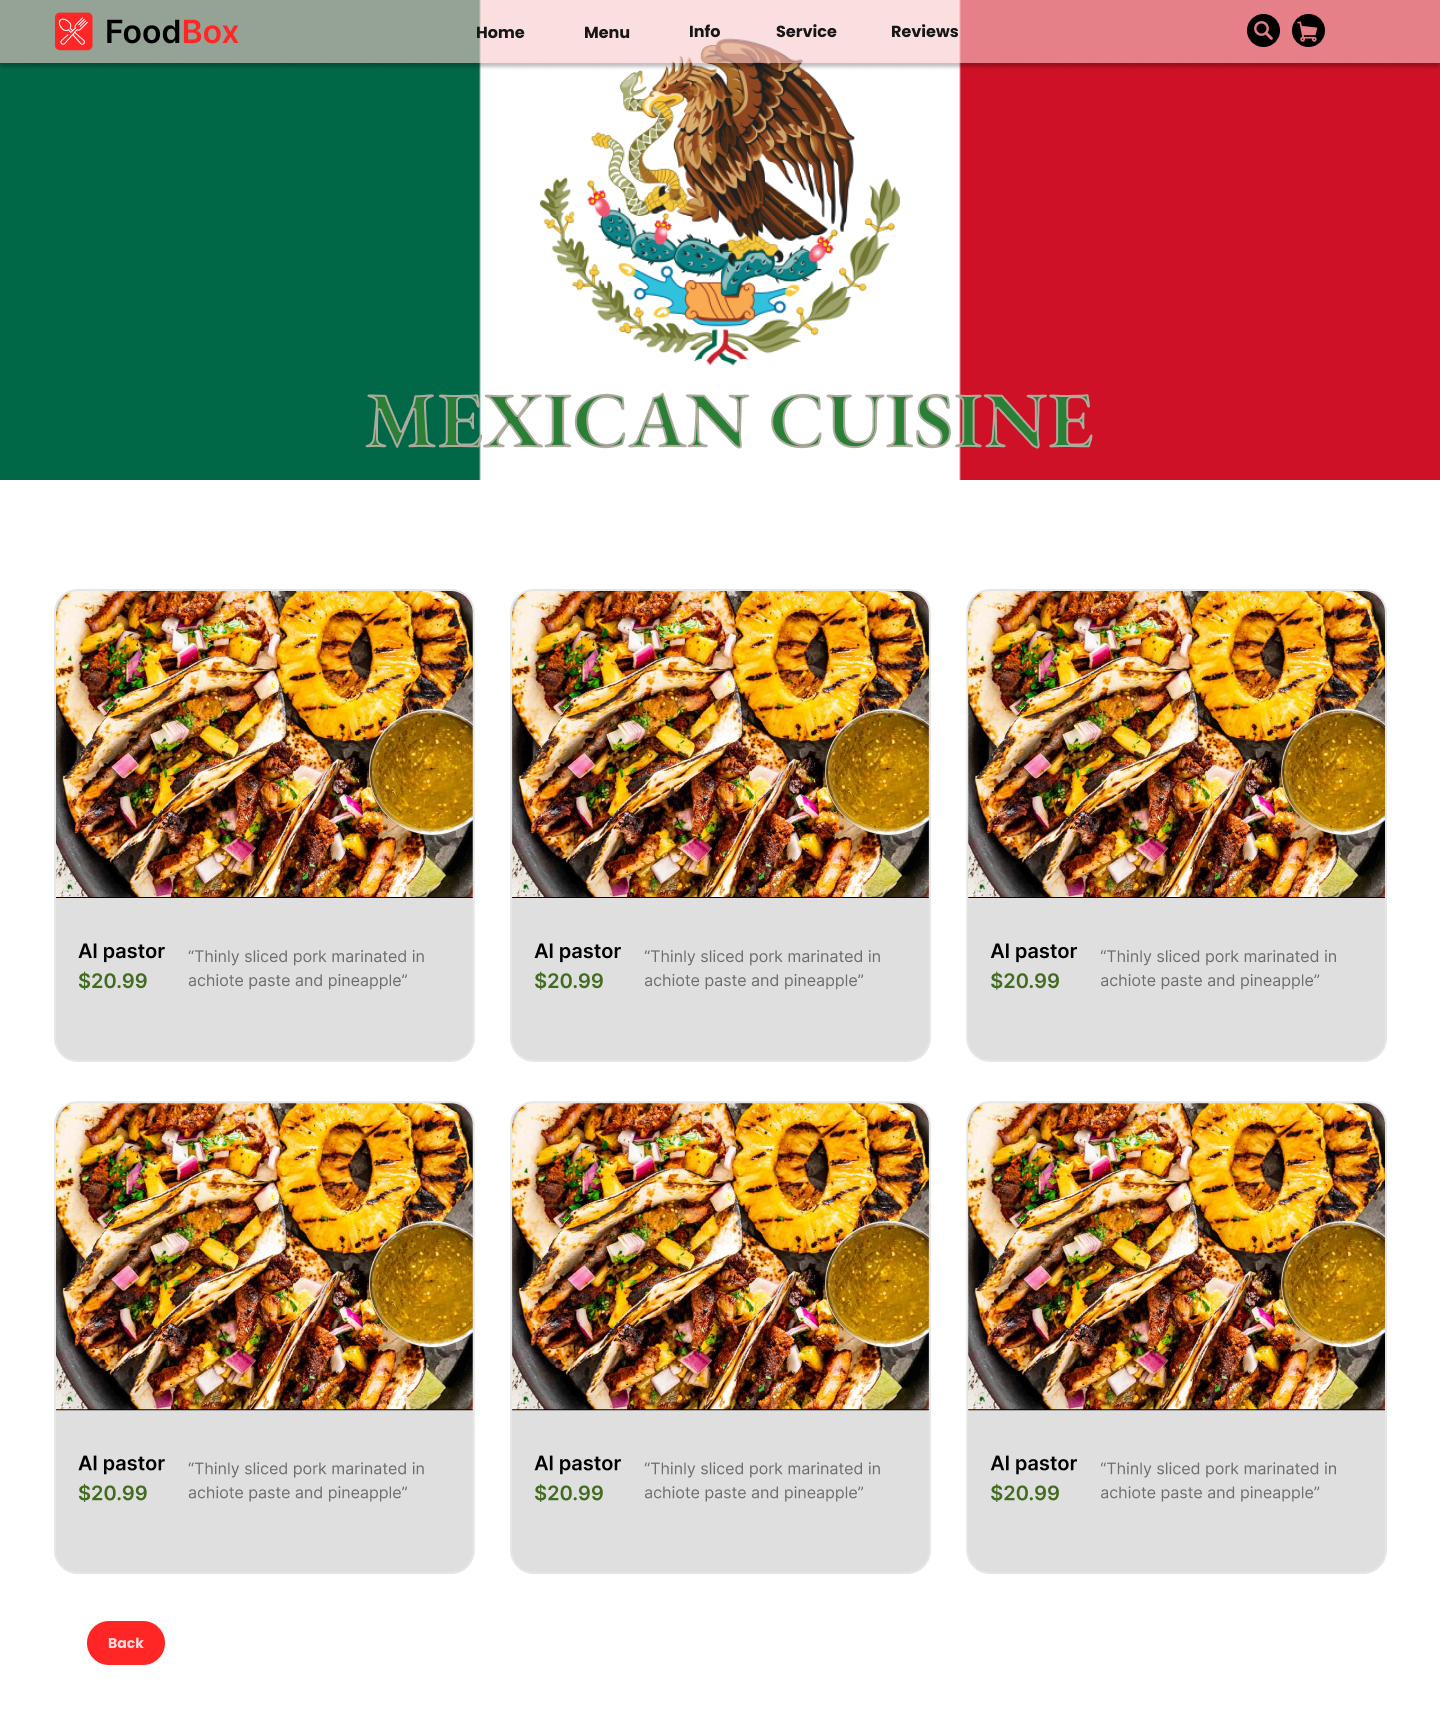 FoodBox
Home Menu Info Service Reviews
MEXICAN CUISINE
Al pastor
$20.99
“Thinly sliced pork marinated in
achiote paste and pineapple”
Al pastor
$20.99
“Thinly sliced pork marinated in
achiote paste and pineapple”
Al pastor
$20.99
“Thinly sliced pork marinated in
achiote paste and pineapple”
Al pastor
$20.99
“Thinly sliced pork marinated in
achiote paste and pineapple”
Al pastor
$20.99
“Thinly sliced pork marinated in
achiote paste and pineapple”
Al pastor
$20.99
“Thinly sliced pork marinated in
achiote paste and pineapple”
Back